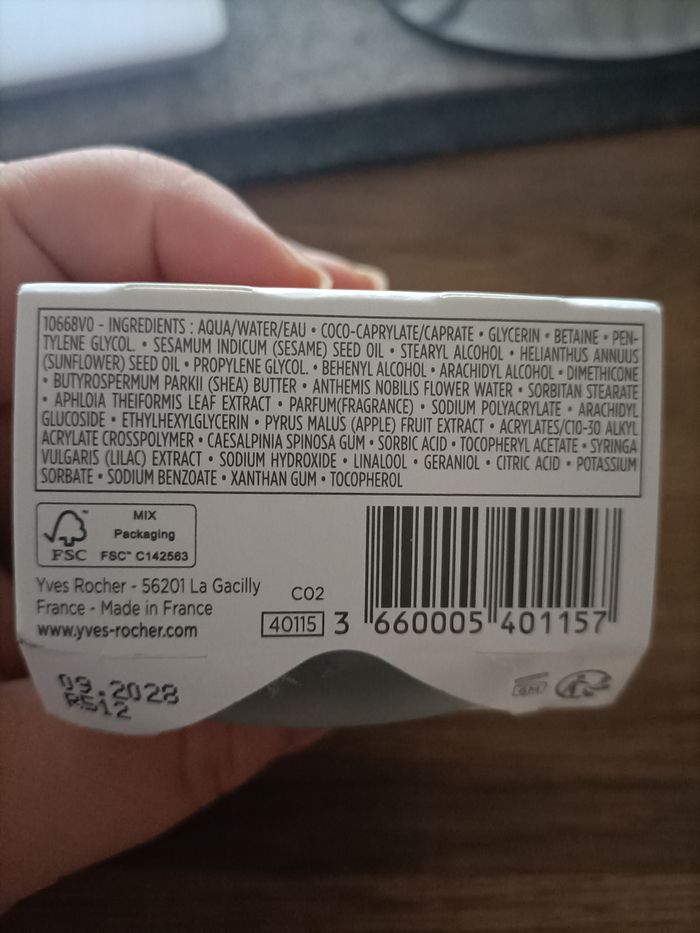 10668V0 - INGREDIENTS : AQUA/WATER/EAU • COCO-CAPRYLATE/CAPRATE • GLYCERIN • BETAINE • PEN-
TYLENE GLYCOL. • SESAMUM INDICUM (SESAME) SEED OIL • STEARYL ALCOHOL • HELIANTHUS ANNUUS
(SUNFLOWER) SEED OIL • PROPYLENE GLYCOL. • BEHENYL ALCOHOL • ARACHIDYL ALCOHOL • DIMETHICONE
• BUTYROSPERMUM PARKII (SHEA) BUTTER • ANTHEMIS NOBILIS FLOWER WATER • SORBITAN STEARATE
• APHLOIA THEIFORMIS LEAF EXTRACT • PARFUM(FRAGRANCE) • SODIUM POLYACRYLATE • ARACHIDYL
GLUCOSIDE • ETHYLHEXYLGLYCERIN • PYRUS MALUS (APPLE) FRUIT EXTRACT • ACRYLATES/C10-30 ALKYL
ACRYLATE CROSSPOLYMER • CAESALPINIA SPINOSA GUM • SORBIC ACID • TOCOPHERYL ACETATE • SYRINGA
VULGARIS (LILAC) EXTRACT • SODIUM HYDROXIDE • LINALOOL • GERANIOL • CITRIC ACID • POTASSIUM
SORBATE • SODIUM BENZOATE • XANTHAN GUM • TOCOPHEROL
MIX
Packaging
FSC FSC™ C142563
Yves Rocher - 56201 La Gacilly
France - Made in France
www.yves-rocher.com
CO2
40115 3 660005 401157
09.2028
RS12
6M